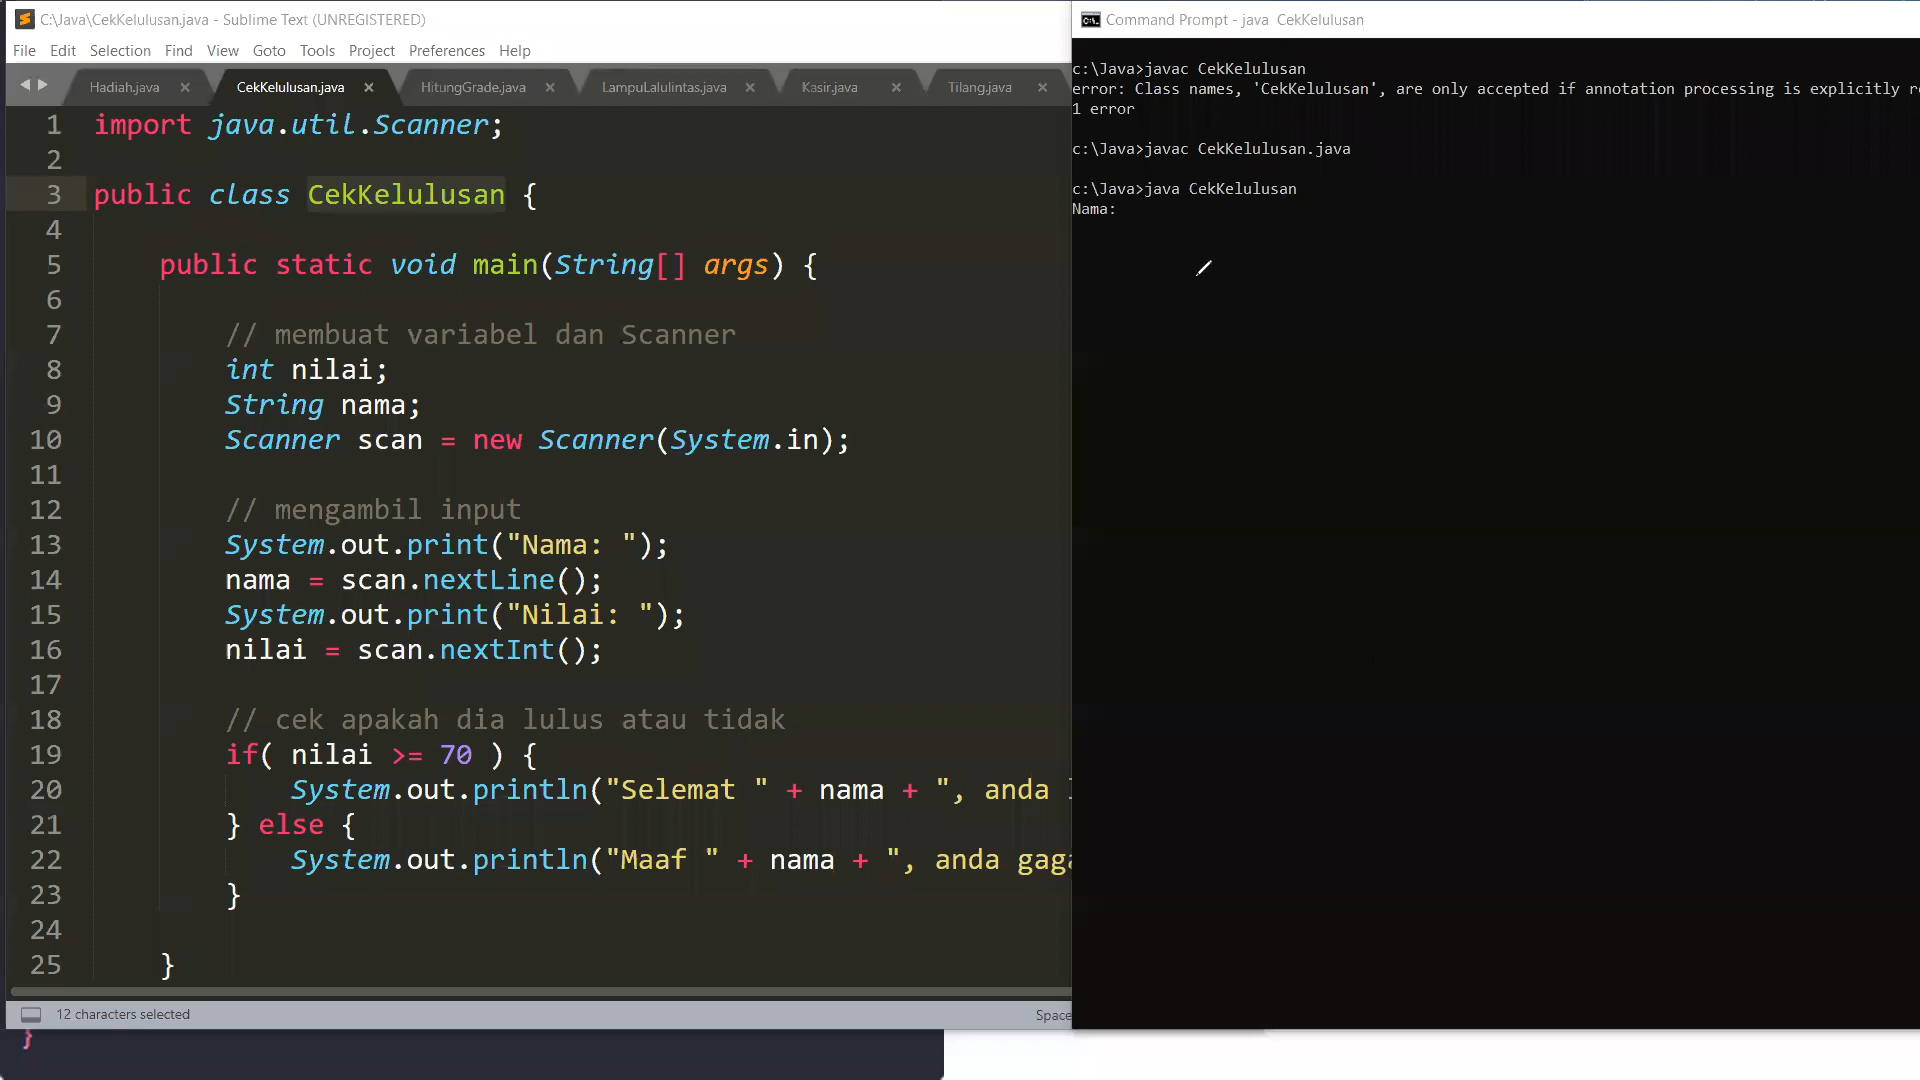 C:\Java\CekKelulusan.java - Sublime Text (UNREGISTERED)
File Edit Selection Find View Goto Tools Project Preferences Help
Hadiah.java CekKelulusan.java HitungGrade.java LampuLalulintas.java Kasir.java Tilang.java
1 import java.util.Scanner;
2
3 public class CekKelulusan {
4
5 public static void main(String[] args) {
6
7 // membuat variabel dan Scanner
8 int nilai;
9 String nama;
10 Scanner scan = new Scanner(System.in);
11
12 // mengambil input
13 System.out.print("Nama: ");
14 nama = scan.nextLine();
15 System.out.print("Nilai: ");
16 nilai = scan.nextInt();
17
18 // cek apakah dia lulus atau tidak
19 if( nilai >= 70 ) {
20 System.out.println("Selemat " + nama + ", anda
21 } else {
22 System.out.println("Maaf " + nama + ", anda gaga
23 }
24
25 }
12 characters selected
Space
}
Command Prompt - java CekKelulusan
c:\Java>javac CekKelulusan
error: Class names, 'CekKelulusan', are only accepted if annotation processing is explicitly
1 error
c:\Java>javac CekKelulusan.java
c:\Java>java CekKelulusan
Nama: